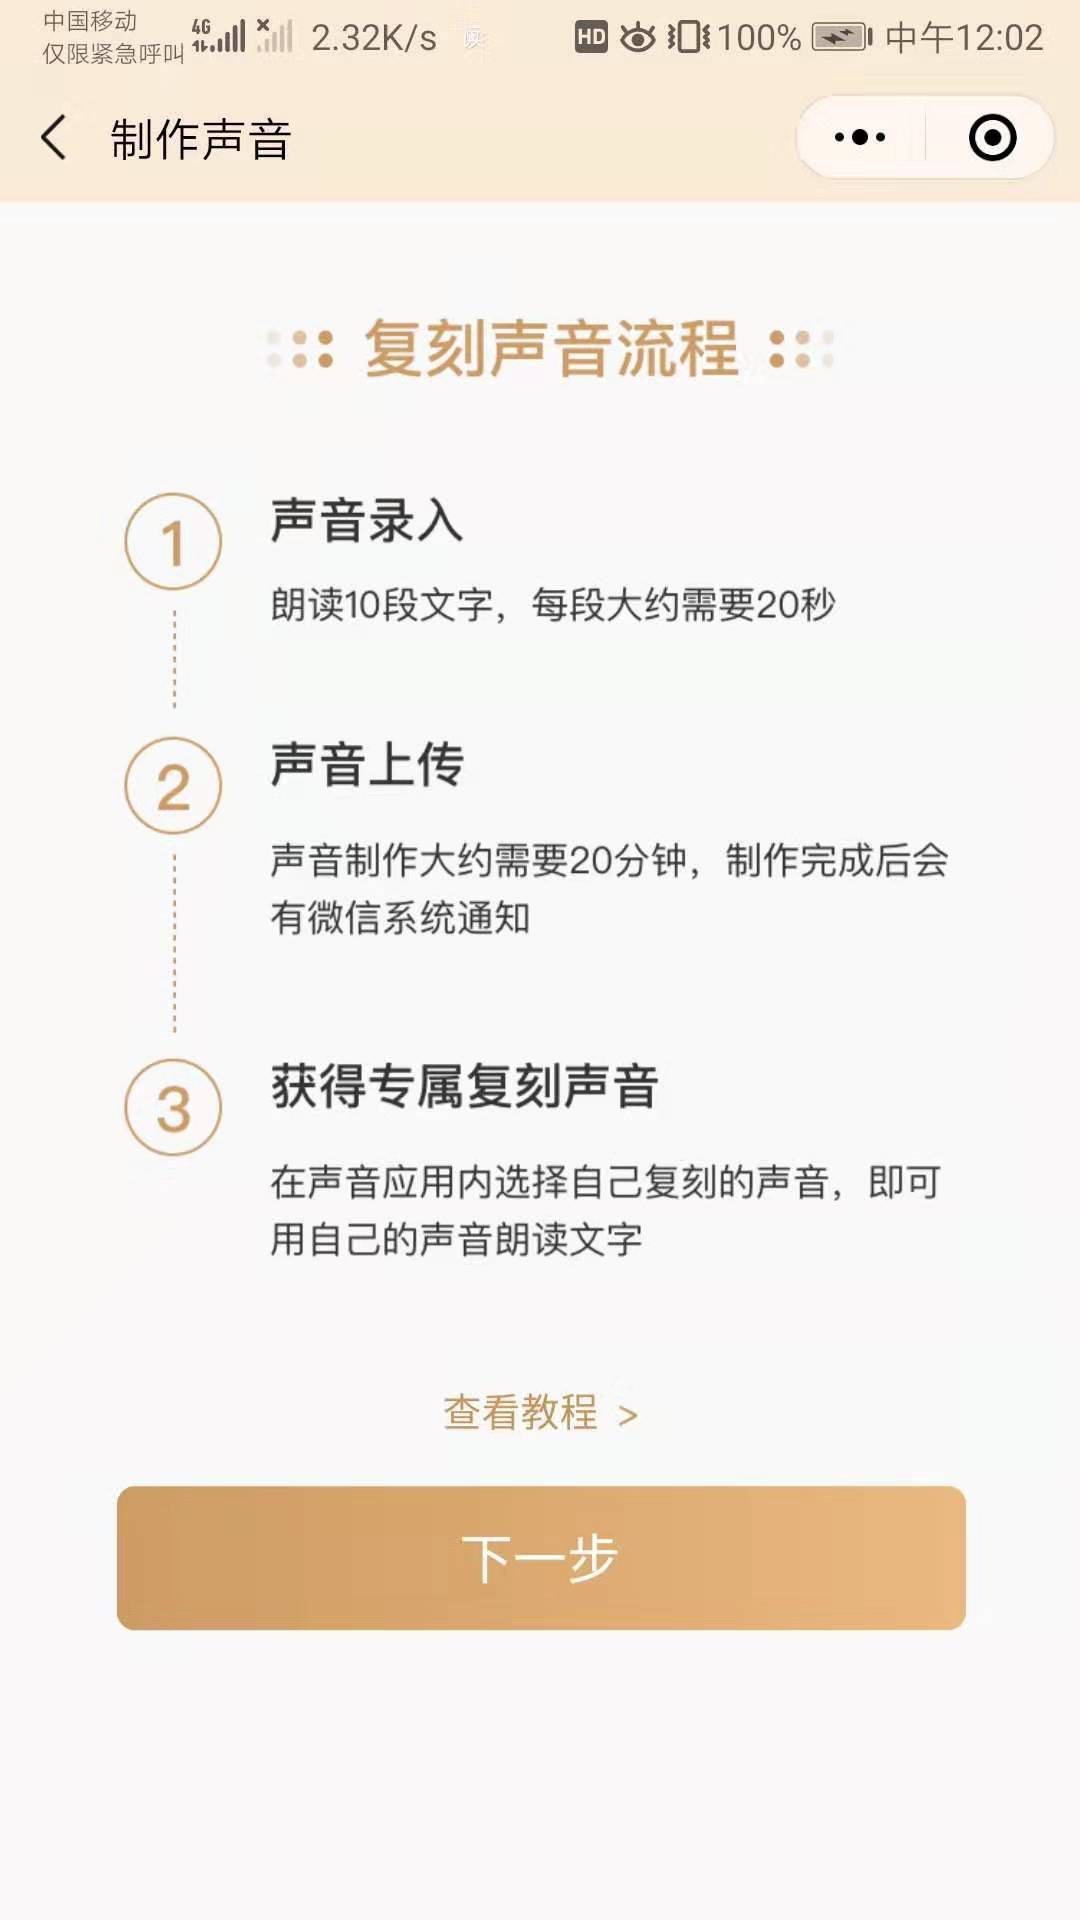 中国移动
仅限紧急呼叫
4G
2.32K/s
HD
100%
中午12:02
制作声音
复刻声音流程
1
声音录入
朗读10段文字，每段大约需要20秒
2
声音上传
声音制作大约需要20分钟，制作完成后会
有微信系统通知
3
获得专属复刻声音
在声音应用内选择自己复刻的声音，即可
用自己的声音朗读文字
查看教程 >
下一步